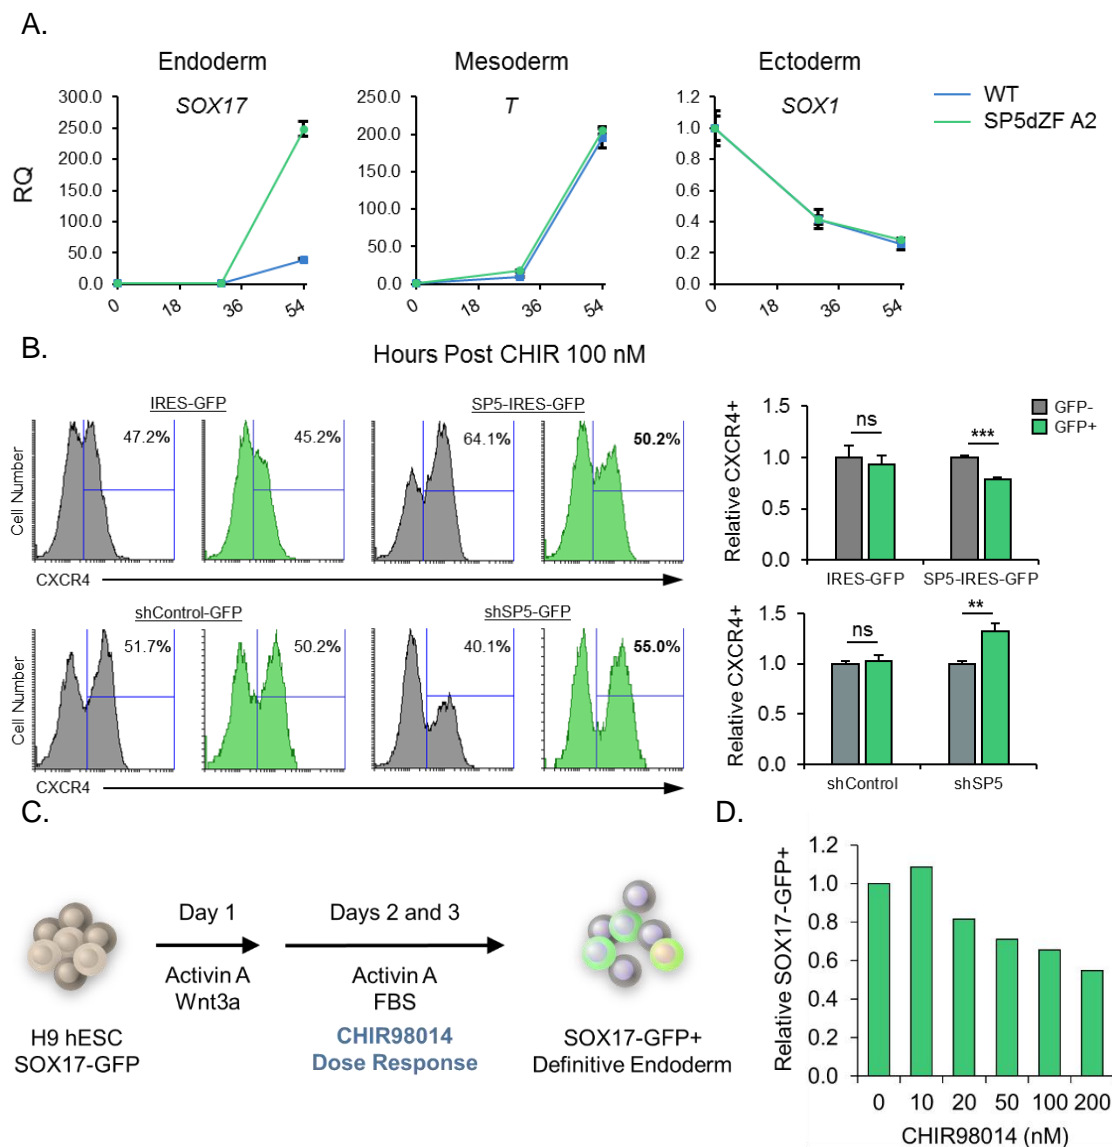 A.
Endoderm
Mesoderm
Ectoderm
SOX17
T
SOX1
WT
SP5dZF A2
RQ
300.0
250.0
200.0
150.0
100.0
50.0
0.0
0
18
36
54
250.0
200.0
150.0
100.0
50.0
0.0
0
18
36
54
1.2
1.0
0.8
0.6
0.4
0.2
0.0
0
18
36
54
Hours Post CHIR 100 nM
B.
IRES-GFP
SP5-IRES-GFP
47.2%
45.2%
64.1%
50.2%
Cell Number
CXCR4
shControl-GFP
shSP5-GFP
51.7%
50.2%
40.1%
55.0%
Cell Number
CXCR4
Relative CXCR4+
1.5
1.0
0.5
0.0
ns
***
GFP-
GFP+
IRES-GFP
SP5-IRES-GFP
Relative CXCR4+
1.5
1.0
0.5
0.0
ns
**
shControl
shSP5
C.
Day 1
Activin A
Wnt3a
Days 2 and 3
Activin A
FBS
CHIR98014
Dose Response
H9 hESC
SOX17-GFP
SOX17-GFP+
Definitive Endoderm
D.
Relative SOX17-GFP+
1.2
1.0
0.8
0.6
0.4
0.2
0.0
0
10
20
50
100
200
CHIR98014 (nM)